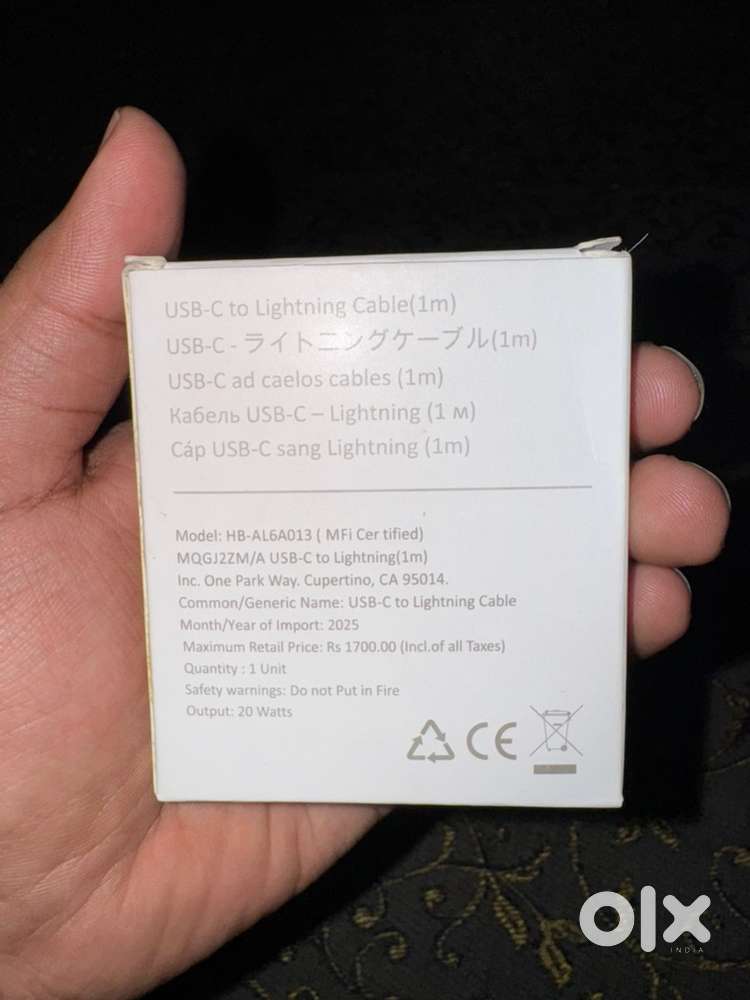 USB-C to Lightning Cable(1m)
USB-C - ライトニングケーブル(1m)
USB-C ad caelos cables (1m)
Кабель USB-C – Lightning (1 м)
Cáp USB-C sang Lightning (1m)
Model: HB-AL6A013 ( MFi Cer tified)
MQGJ2ZM/A USB-C to Lightning(1m)
Inc. One Park Way. Cupertino, CA 95014.
Common/Generic Name: USB-C to Lightning Cable
Month/Year of Import: 2025
Maximum Retail Price: Rs 1700.00 (Incl.of all Taxes)
Quantity : 1 Unit
Safety warnings: Do not Put in Fire
Output: 20 Watts
CE
olx
INDIA